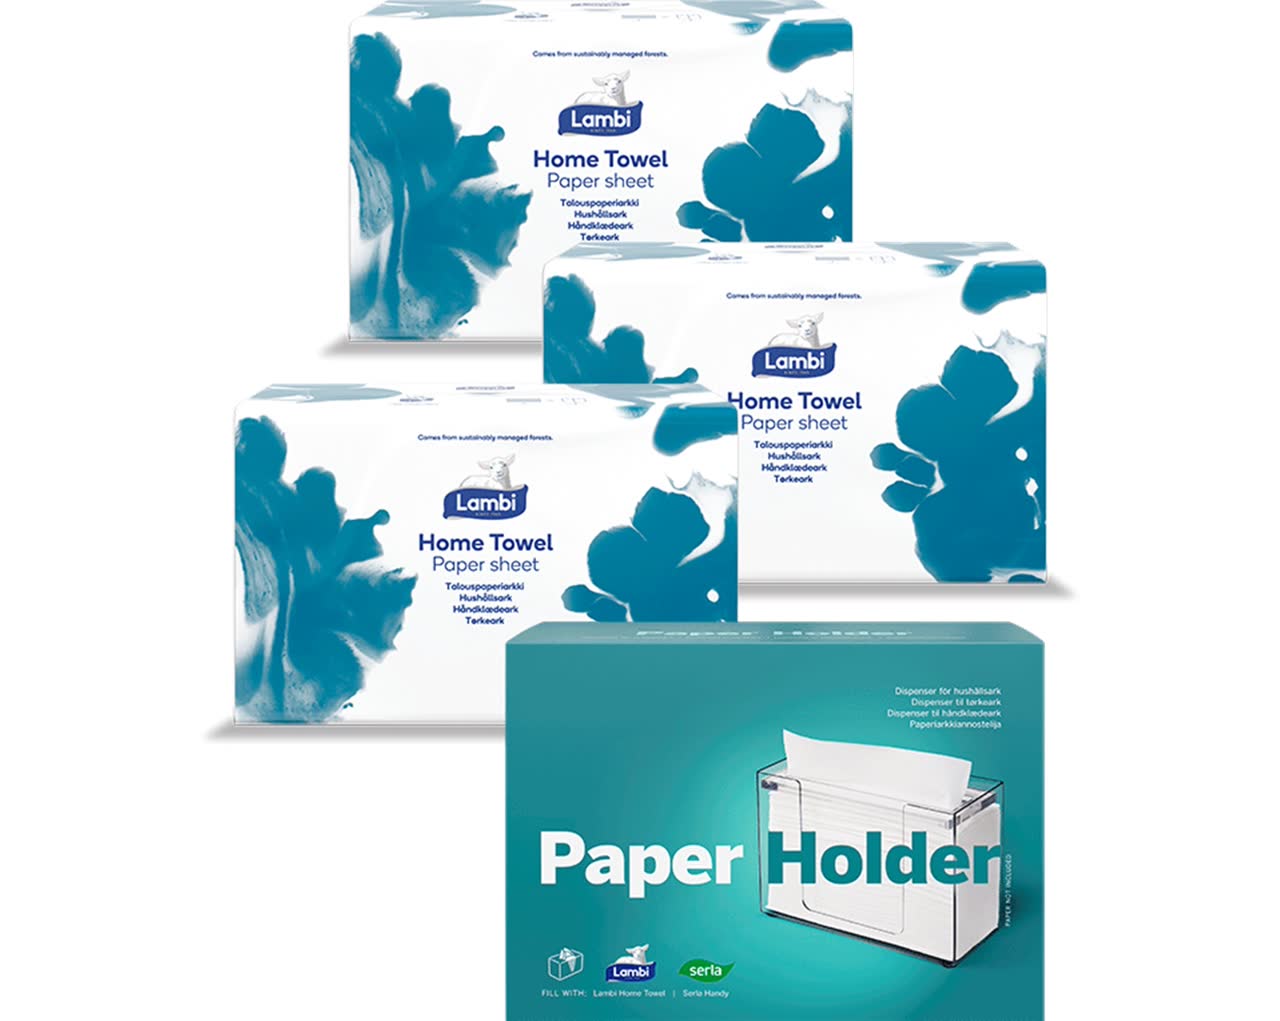 Comes from sustainably managed forests.
Lambi
SINCE 1960
Home Towel
Paper sheet
Talouspaperiarkki
Hushållsark
Håndklædeark
Tørkeark
Comes from sustainably managed forests.
Lambi
Home Towel
Paper sheet
Talouspaperiarkki
Hushållsark
Håndklædeark
Tørkeark
Comes from sustainably managed forests.
Lambi
Home Towel
Paper sheet
Talouspaperiarkki
Hushållsark
Håndklædeark
Tørkeark
Paper Holder
Dispenser för hushållsark
Dispenser til tørkeark
Dispenser til håndklædeark
Paperiarkkiannostelija
Paper Holder
PAPER NOT INCLUDED
Lambi
serla
FILL WITH: Lambi Home Towel | Serla Handy